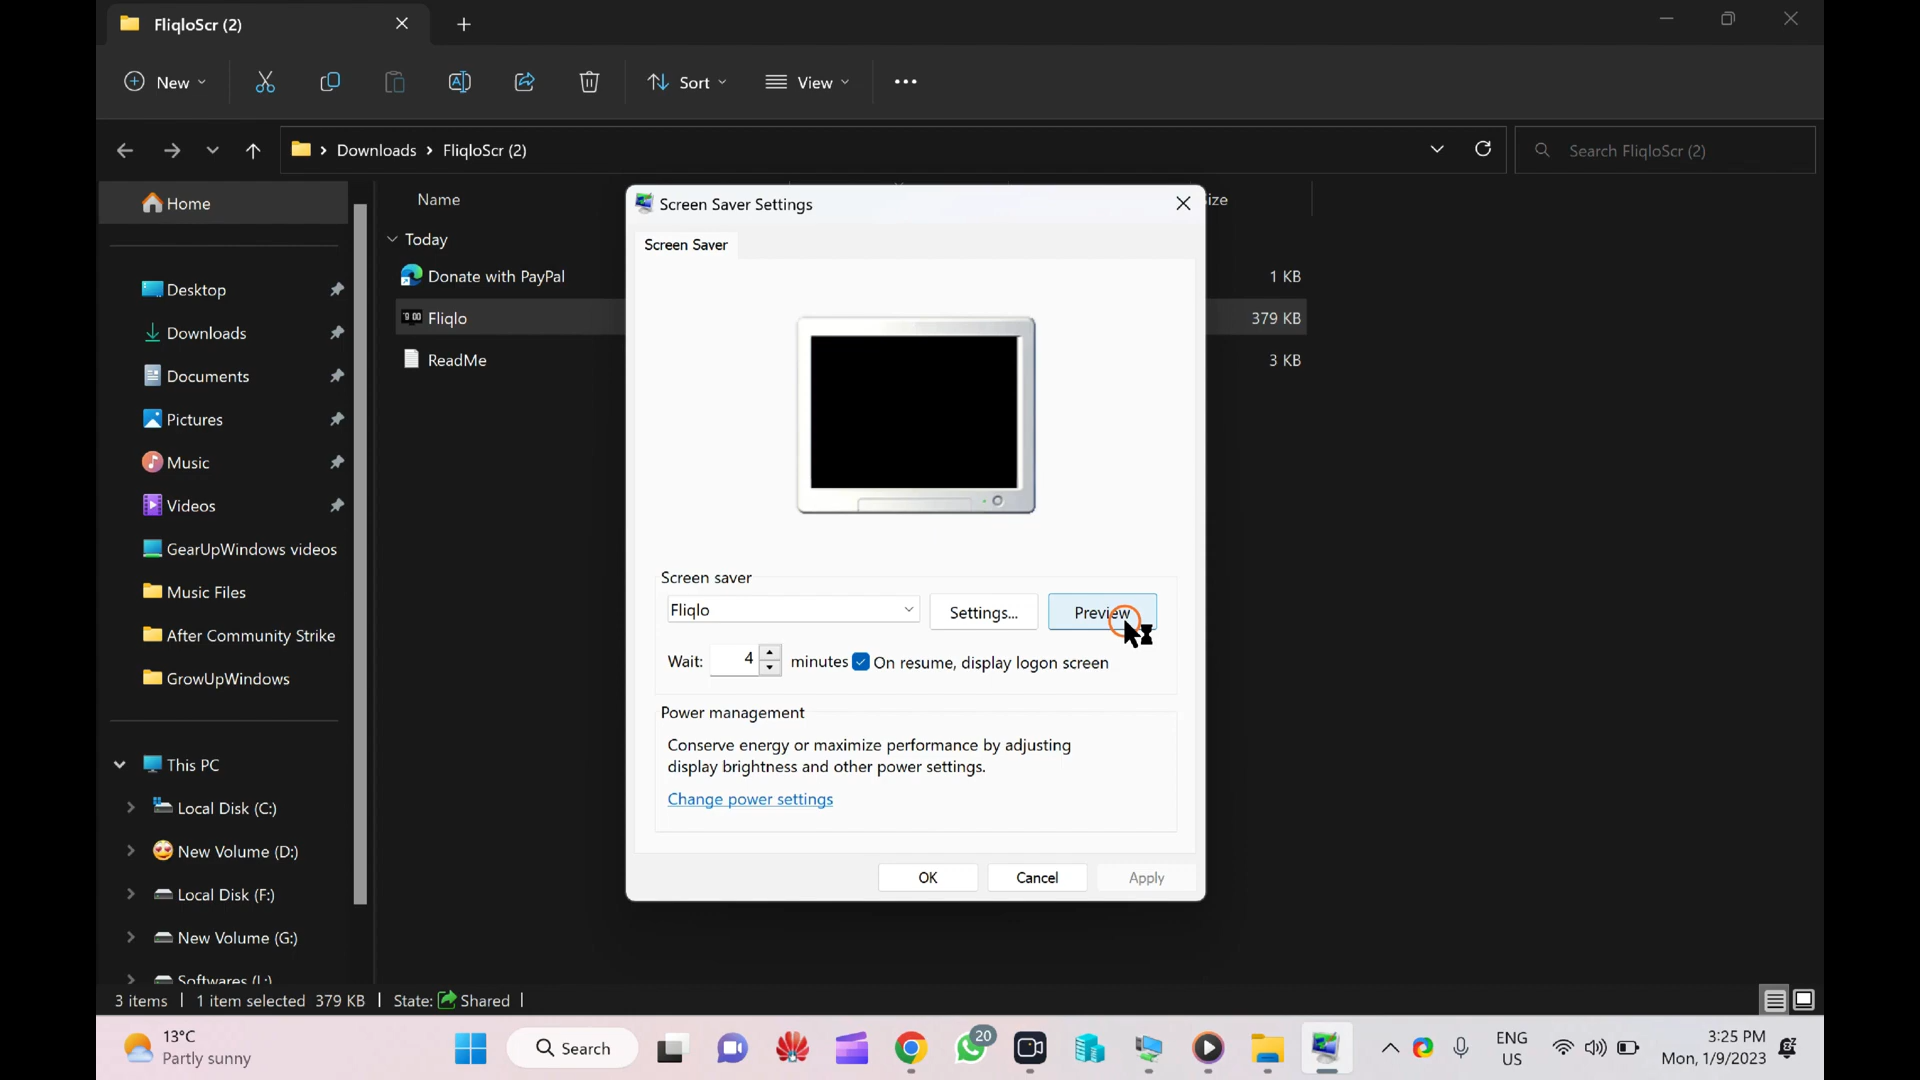 FliqloScr (2)
New
Sort
View
Downloads
FliqloScr (2)
Search FliqloScr (2)
Home
Desktop
Downloads
Documents
Pictures
Music
Videos
GearUpWindows videos
Music Files
After Community Strike
GrowUpWindows
This PC
Local Disk (C:)
New Volume (D:)
Local Disk (F:)
New Volume (G:)
Softwares (L:)
Name
Today
Donate with PayPal
1 KB
Fliqlo
379 KB
ReadMe
3 KB
Screen Saver Settings
Screen Saver
Screen saver
Fliqlo
Settings...
Preview
Wait: 4 minutes
On resume, display logon screen
Power management
Conserve energy or maximize performance by adjusting
display brightness and other power settings.
Change power settings
OK
Cancel
Apply
3 items
1 item selected 379 KB
State: Shared
13°C
Partly sunny
Search
20
ENG
US
3:25 PM
Mon, 1/9/2023